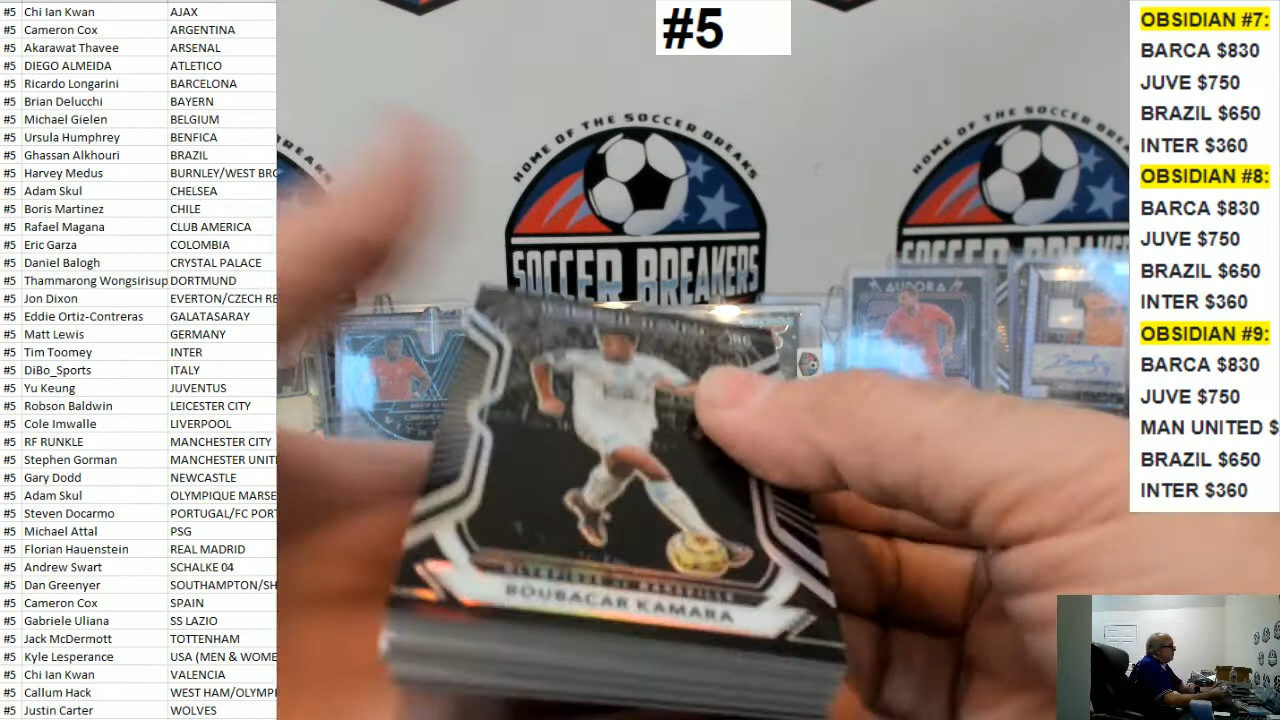 #5 Chi Ian Kwan AJAX
#5 Cameron Cox ARGENTINA
#5 Akarawat Thavee ARSENAL
#5 DIEGO ALMEIDA ATLETICO
#5 Ricardo Longarini BARCELONA
#5 Brian Delucchi BAYERN
#5 Michael Gielen BELGIUM
#5 Ursula Humphrey BENFICA
#5 Ghassan Alkhouri BRAZIL
#5 Harvey Medus BURNLEY/WEST BRO
#5 Adam Skul CHELSEA
#5 Boris Martinez CHILE
#5 Rafael Magana CLUB AMERICA
#5 Eric Garza COLOMBIA
#5 Daniel Balogh CRYSTAL PALACE
#5 Thammarong Wongsirisup DORTMUND
#5 Jon Dixon EVERTON/CZECH RE
#5 Eddie Ortiz-Contreras GALATASARAY
#5 Matt Lewis GERMANY
#5 Tim Toomey INTER
#5 DiBo_Sports ITALY
#5 Yu Keung JUVENTUS
#5 Robson Baldwin LEICESTER CITY
#5 Cole Imwalle LIVERPOOL
#5 RF RUNKLE MANCHESTER CITY
#5 Stephen Gorman MANCHESTER UNIT
#5 Gary Dodd NEWCASTLE
#5 Adam Skul OLYMPIQUE MARSE
#5 Steven Docarmo PORTUGAL/FC POR
#5 Michael Attal PSG
#5 Florian Hauenstein REAL MADRID
#5 Andrew Swart SCHALKE 04
#5 Dan Greenyer SOUTHAMPTON/SH
#5 Cameron Cox SPAIN
#5 Gabriele Uliana SS LAZIO
#5 Jack McDermott TOTTENHAM
#5 Kyle Lesperance USA (MEN & WOME
#5 Chi Ian Kwan VALENCIA
#5 Callum Hack WEST HAM/OLYMP
#5 Justin Carter WOLVES
#5
HOME OF THE SOCCER BREAKS
SOCCER BREAKERS
HOME OF THE SOCCER BREAKS
SOCCER BREAKERS
AURORA
BOUBACAR KAMARA
OBSIDIAN #7:
BARCA $830
JUVE $750
BRAZIL $650
INTER $360
OBSIDIAN #8:
BARCA $830
JUVE $750
BRAZIL $650
INTER $360
OBSIDIAN #9:
BARCA $830
JUVE $750
MAN UNITED $
BRAZIL $650
INTER $360